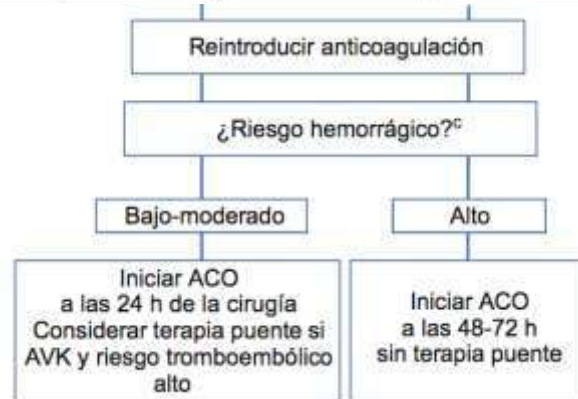 Reintroducir anticoagulación
¿Riesgo hemorrágico?c
Bajo-moderado
Alto
Iniciar ACO
a las 24 h de la cirugía
Considerar terapia puente si
AVK y riesgo tromboembólico
alto
Iniciar ACO
a las 48-72 h
sin terapia puente